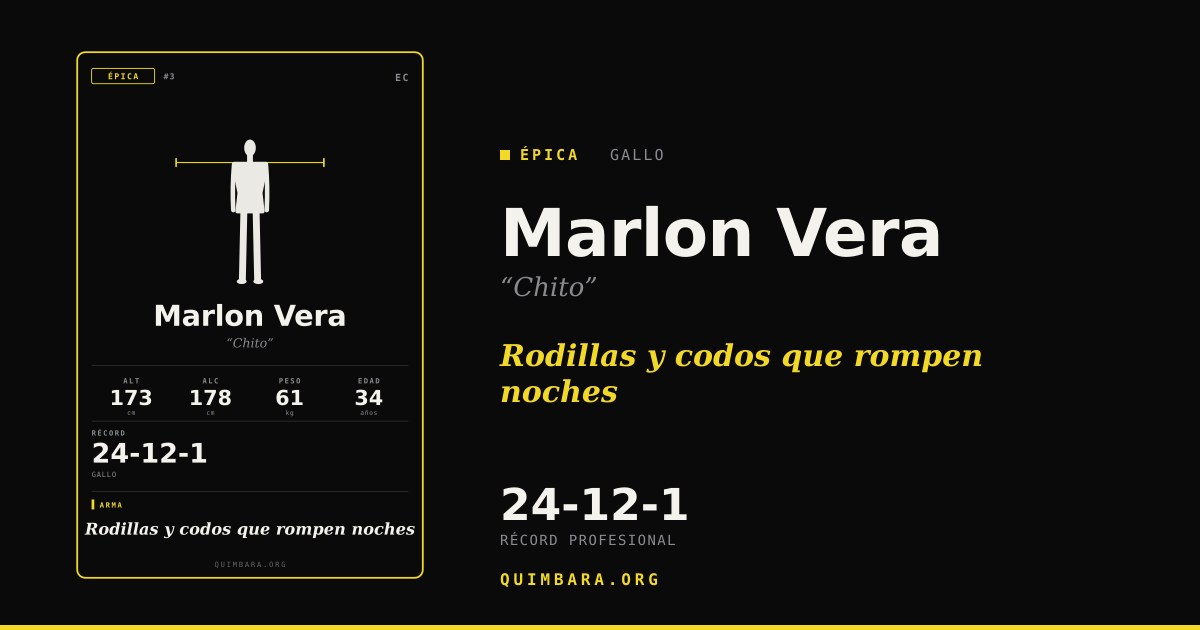 ÉPICA #3 EC
Marlon Vera
“Chito”
ALT ALC PESO EDAD
173 178 61 34
cm cm kg años
RÉCORD
24-12-1
GALLO
ARMA
Rodillas y codos que rompen noches
QUIMBARA.ORG
ÉPICA GALLO
Marlon Vera
“Chito”
Rodillas y codos que rompen
noches
24-12-1
RÉCORD PROFESIONAL
QUIMBARA.ORG